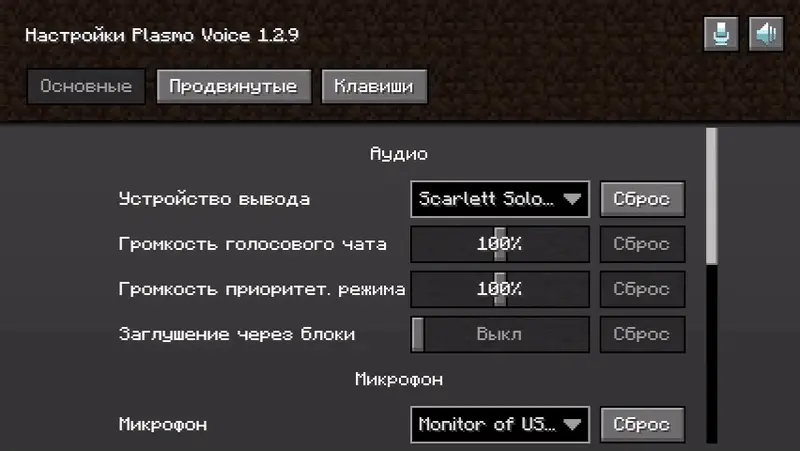 Настройки Plasmo Voice 1.2.9
Основные Продвинутые Клавиши
Аудио
Устройство вывода Scarlett Solo... Сброс
Громкость голосового чата 100% Сброс
Громкость приоритет. режима 100% Сброс
Заглушение через блоки Выкл Сброс
Микрофон
Микрофон Monitor of US... Сброс